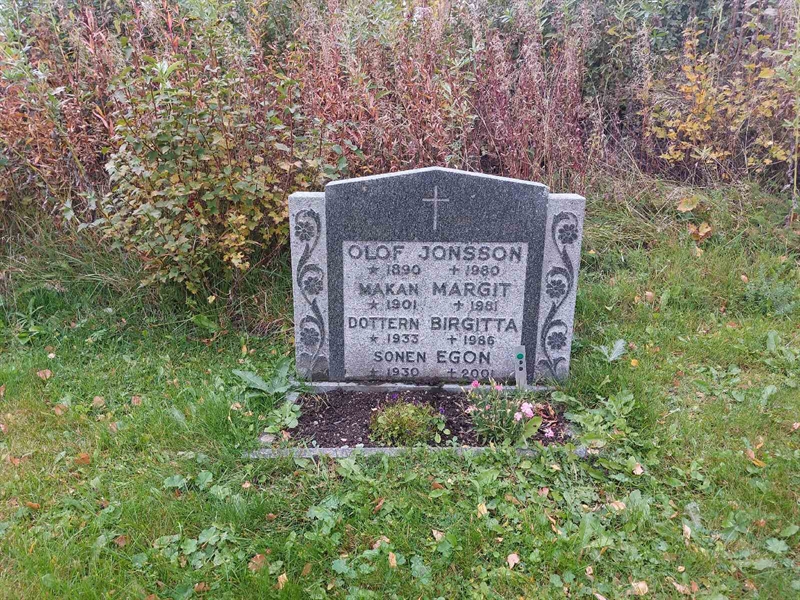 OLOF JONSSON
* 1890 + 1980
MAKAN MARGIT
* 1901 + 1981
DOTTERN BIRGITTA
* 1933 + 1986
SONEN EGON
* 1930 + 2001